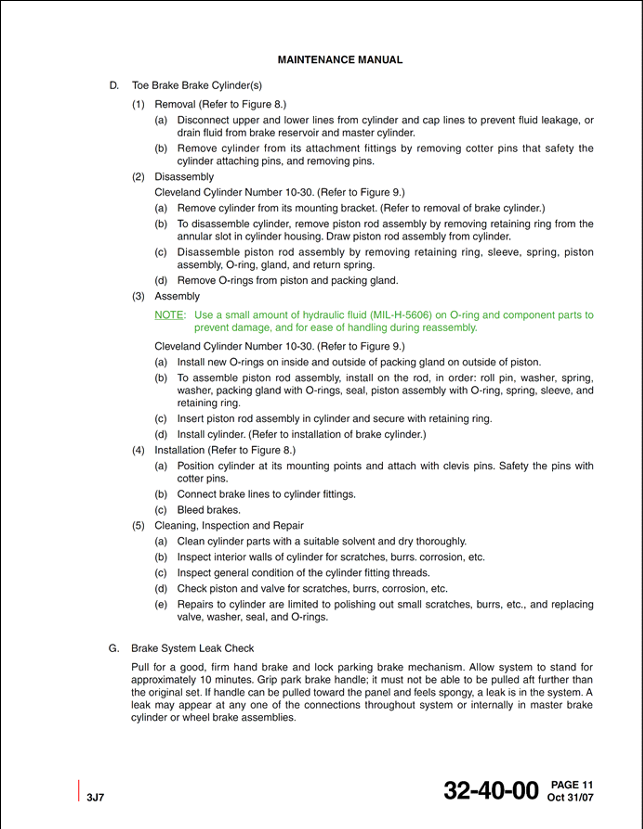 MAINTENANCE MANUAL
D. Toe Brake Brake Cylinder(s)
(1) Removal (Refer to Figure 8.)
(a) Disconnect upper and lower lines from cylinder and cap lines to prevent fluid leakage, or
drain fluid from brake reservoir and master cylinder.
(b) Remove cylinder from its attachment fittings by removing cotter pins that safety the
cylinder attaching pins, and removing pins.
(2) Disassembly
Cleveland Cylinder Number 10-30. (Refer to Figure 9.)
(a) Remove cylinder from its mounting bracket. (Refer to removal of brake cylinder.)
(b) To disassemble cylinder, remove piston rod assembly by removing retaining ring from the
annular slot in cylinder housing. Draw piston rod assembly from cylinder.
(c) Disassemble piston rod assembly by removing retaining ring, sleeve, spring, piston
assembly, O-ring, gland, and return spring.
(d) Remove O-rings from piston and packing gland.
(3) Assembly
NOTE: Use a small amount of hydraulic fluid (MIL-H-5606) on O-ring and component parts to
prevent damage, and for ease of handling during reassembly.
Cleveland Cylinder Number 10-30. (Refer to Figure 9.)
(a) Install new O-rings on inside and outside of packing gland on outside of piston.
(b) To assemble piston rod assembly, install on the rod, in order: roll pin, washer, spring,
washer, packing gland with O-rings, seal, piston assembly with O-ring, spring, sleeve, and
retaining ring.
(c) Insert piston rod assembly in cylinder and secure with retaining ring.
(d) Install cylinder. (Refer to installation of brake cylinder.)
(4) Installation (Refer to Figure 8.)
(a) Position cylinder at its mounting points and attach with clevis pins. Safety the pins with
cotter pins.
(b) Connect brake lines to cylinder fittings.
(c) Bleed brakes.
(5) Cleaning, Inspection and Repair
(a) Clean cylinder parts with a suitable solvent and dry thoroughly.
(b) Inspect interior walls of cylinder for scratches, burrs. corrosion, etc.
(c) Inspect general condition of the cylinder fitting threads.
(d) Check piston and valve for scratches, burrs, corrosion, etc.
(e) Repairs to cylinder are limited to polishing out small scratches, burrs, etc., and replacing
valve, washer, seal, and O-rings.
G. Brake System Leak Check
Pull for a good, firm hand brake and lock parking brake mechanism. Allow system to stand for
approximately 10 minutes. Grip park brake handle; it must not be able to be pulled aft further than
the original set. If handle can be pulled toward the panel and feels spongy, a leak is in the system. A
leak may appear at any one of the connections throughout system or internally in master brake
cylinder or wheel brake assemblies.
3J7
32-40-00
PAGE 11
Oct 31/07